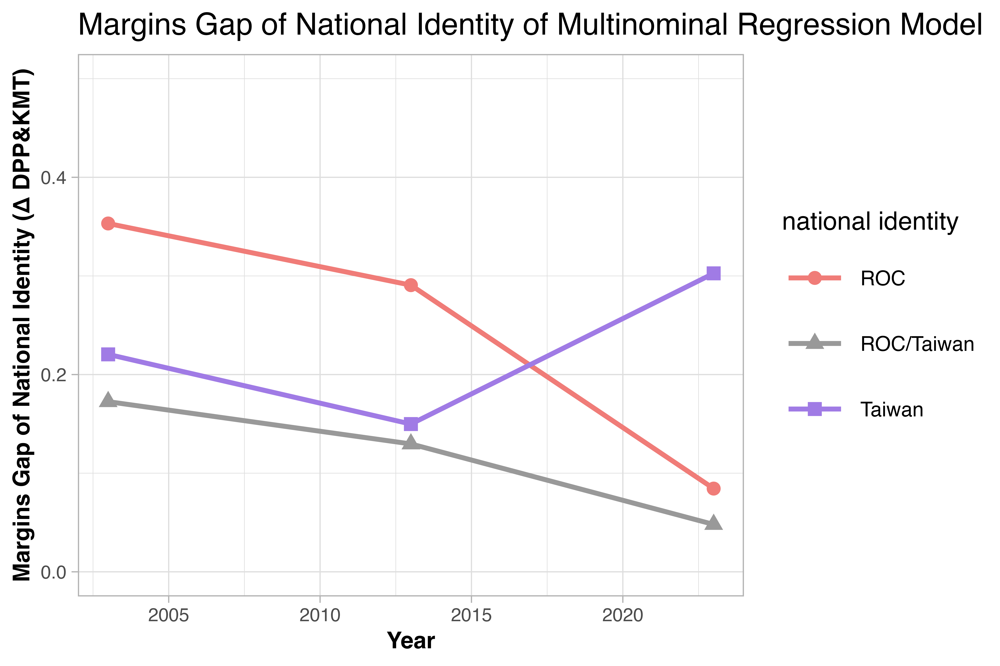 Margins Gap of National Identity of Multinominal Regression Model
Margins Gap of National Identity (Δ DPP&KMT)
0.4
0.2
0.0
2005
2010
2015
2020
Year
national identity
ROC
ROC/Taiwan
Taiwan